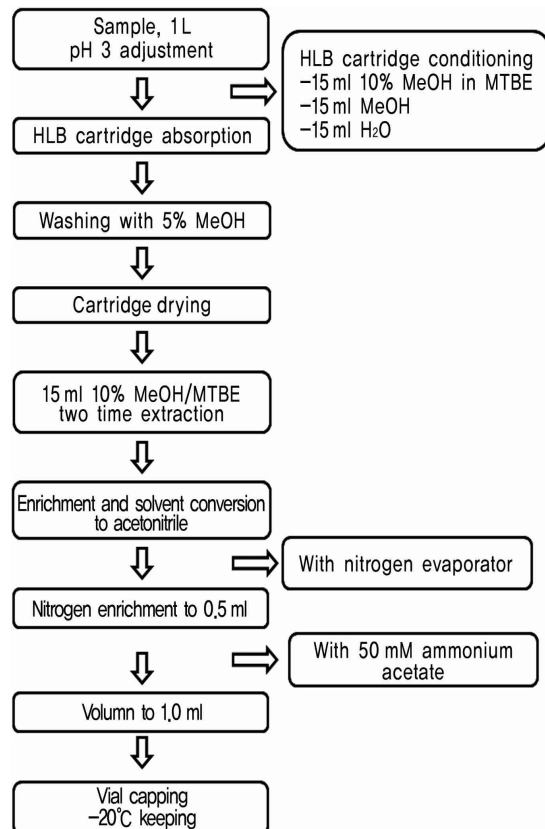 Sample, 1 L
pH 3 adjustment
HLB cartridge conditioning
–15 ml 10% MeOH in MTBE
–15 ml MeOH
–15 ml H₂O
HLB cartridge absorption
Washing with 5% MeOH
Cartridge drying
15 ml 10% MeOH/MTBE
two time extraction
Enrichment and solvent conversion
to acetonitrile
With nitrogen evaporator
Nitrogen enrichment to 0.5 ml
With 50 mM ammonium
acetate
Volumn to 1.0 ml
Vial capping
–20℃ keeping